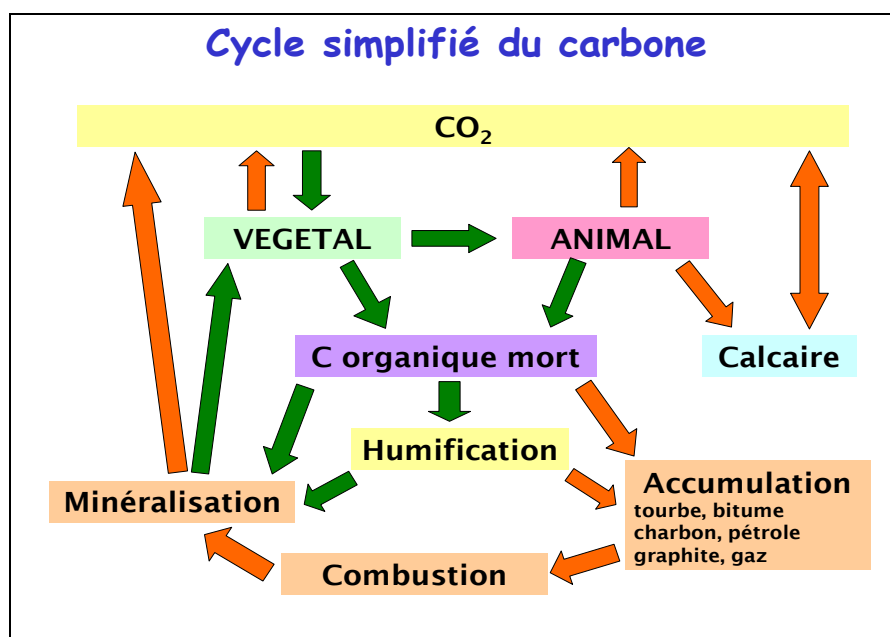 Cycle simplifié du carbone
CO₂
VEGETAL
ANIMAL
C organique mort
Calcaire
Humification
Accumulation
tourbe, bitume
charbon, pétrole
graphite, gaz
Minéralisation
Combustion